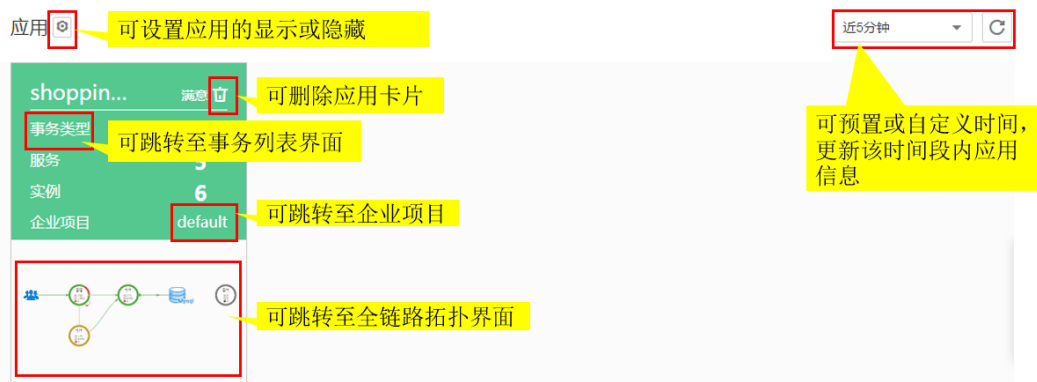 应用
可设置应用的显示或隐藏
近5分钟
shoppin...
满意
可删除应用卡片
事务类型
可跳转至事务列表界面
可预置或自定义时间，
更新该时间段内应用
信息
服务
实例
6
企业项目
default
可跳转至企业项目
可跳转至全链路拓扑界面